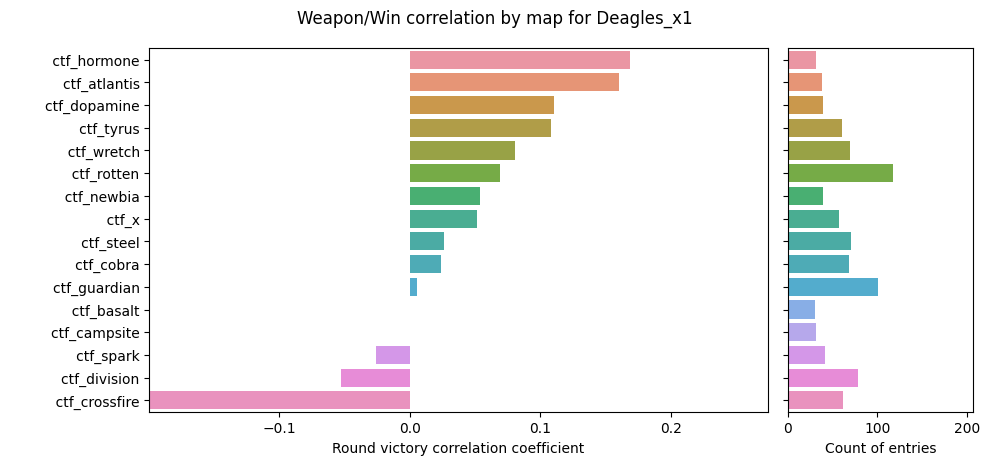 Weapon/Win correlation by map for Deagles_x1
ctf_hormone
ctf_atlantis
ctf_dopamine
ctf_tyrus
ctf_wretch
ctf_rotten
ctf_newbia
ctf_x
ctf_steel
ctf_cobra
ctf_guardian
ctf_basalt
ctf_campsite
ctf_spark
ctf_division
ctf_crossfire
−0.1 0.0 0.1 0.2 0 100 200
Round victory correlation coefficient Count of entries